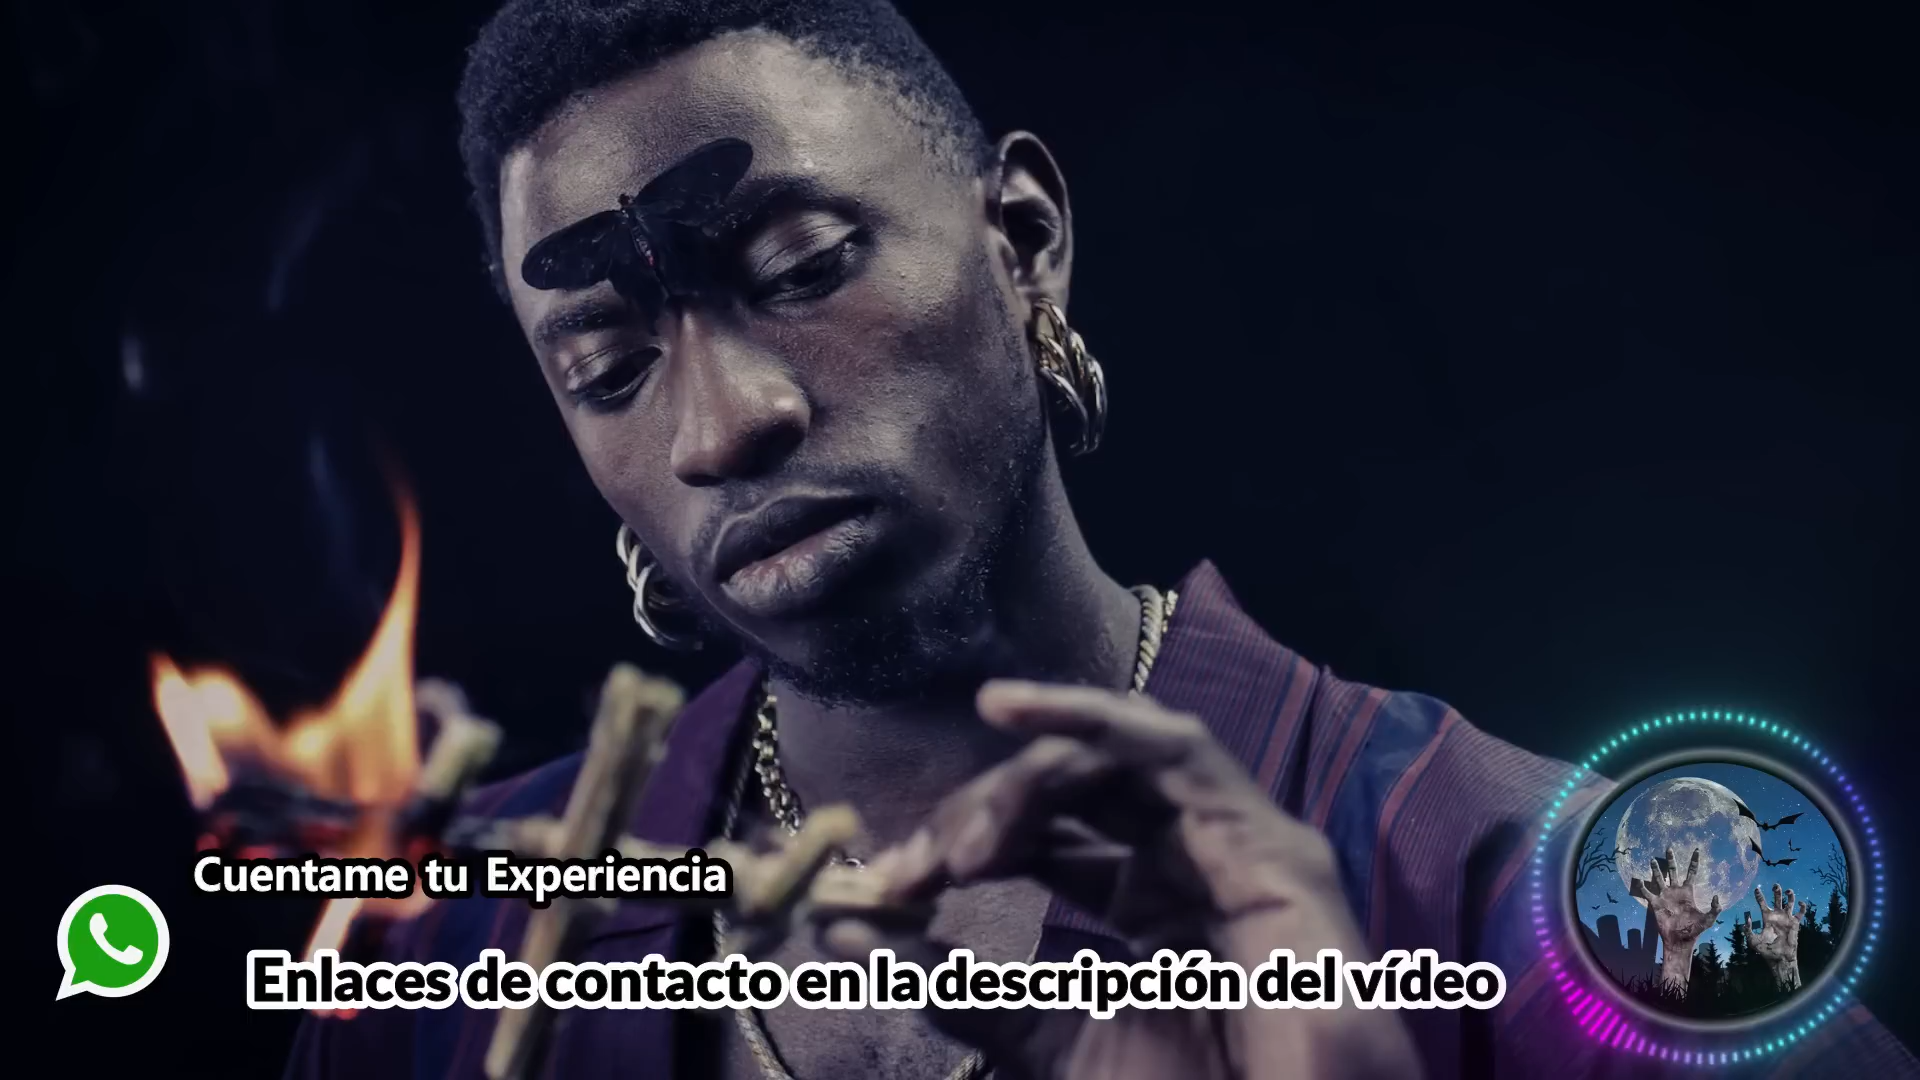 Cuentame tu Experiencia
Enlaces de contacto en la descripción del vídeo